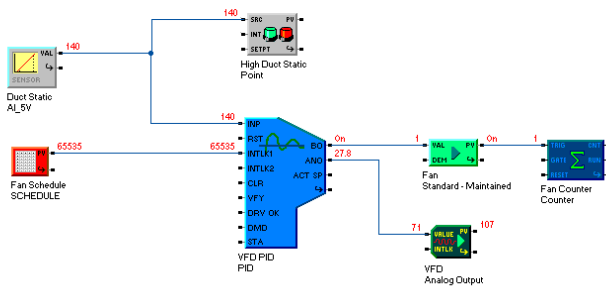 140
SRC PV
INT
SETPT
High Duct Static
Point
140
VAL
SENSOR
Duct Static
AI_5V
140
INP
RST
65535
65535
INTLK1
INTLK2
CLR
VFY
DRV OK
DMD
STA
BO
ANO
ACT SP
On
27.8
VFD PID
PID
PV
Fan Schedule
SCHEDULE
1
VAL PV
DEM
On
Fan
Standard - Maintained
1
TRIG CNT
GATE RUN
RESET
Fan Counter
Counter
71
VALUE PV
INTLK
107
VFD
Analog Output